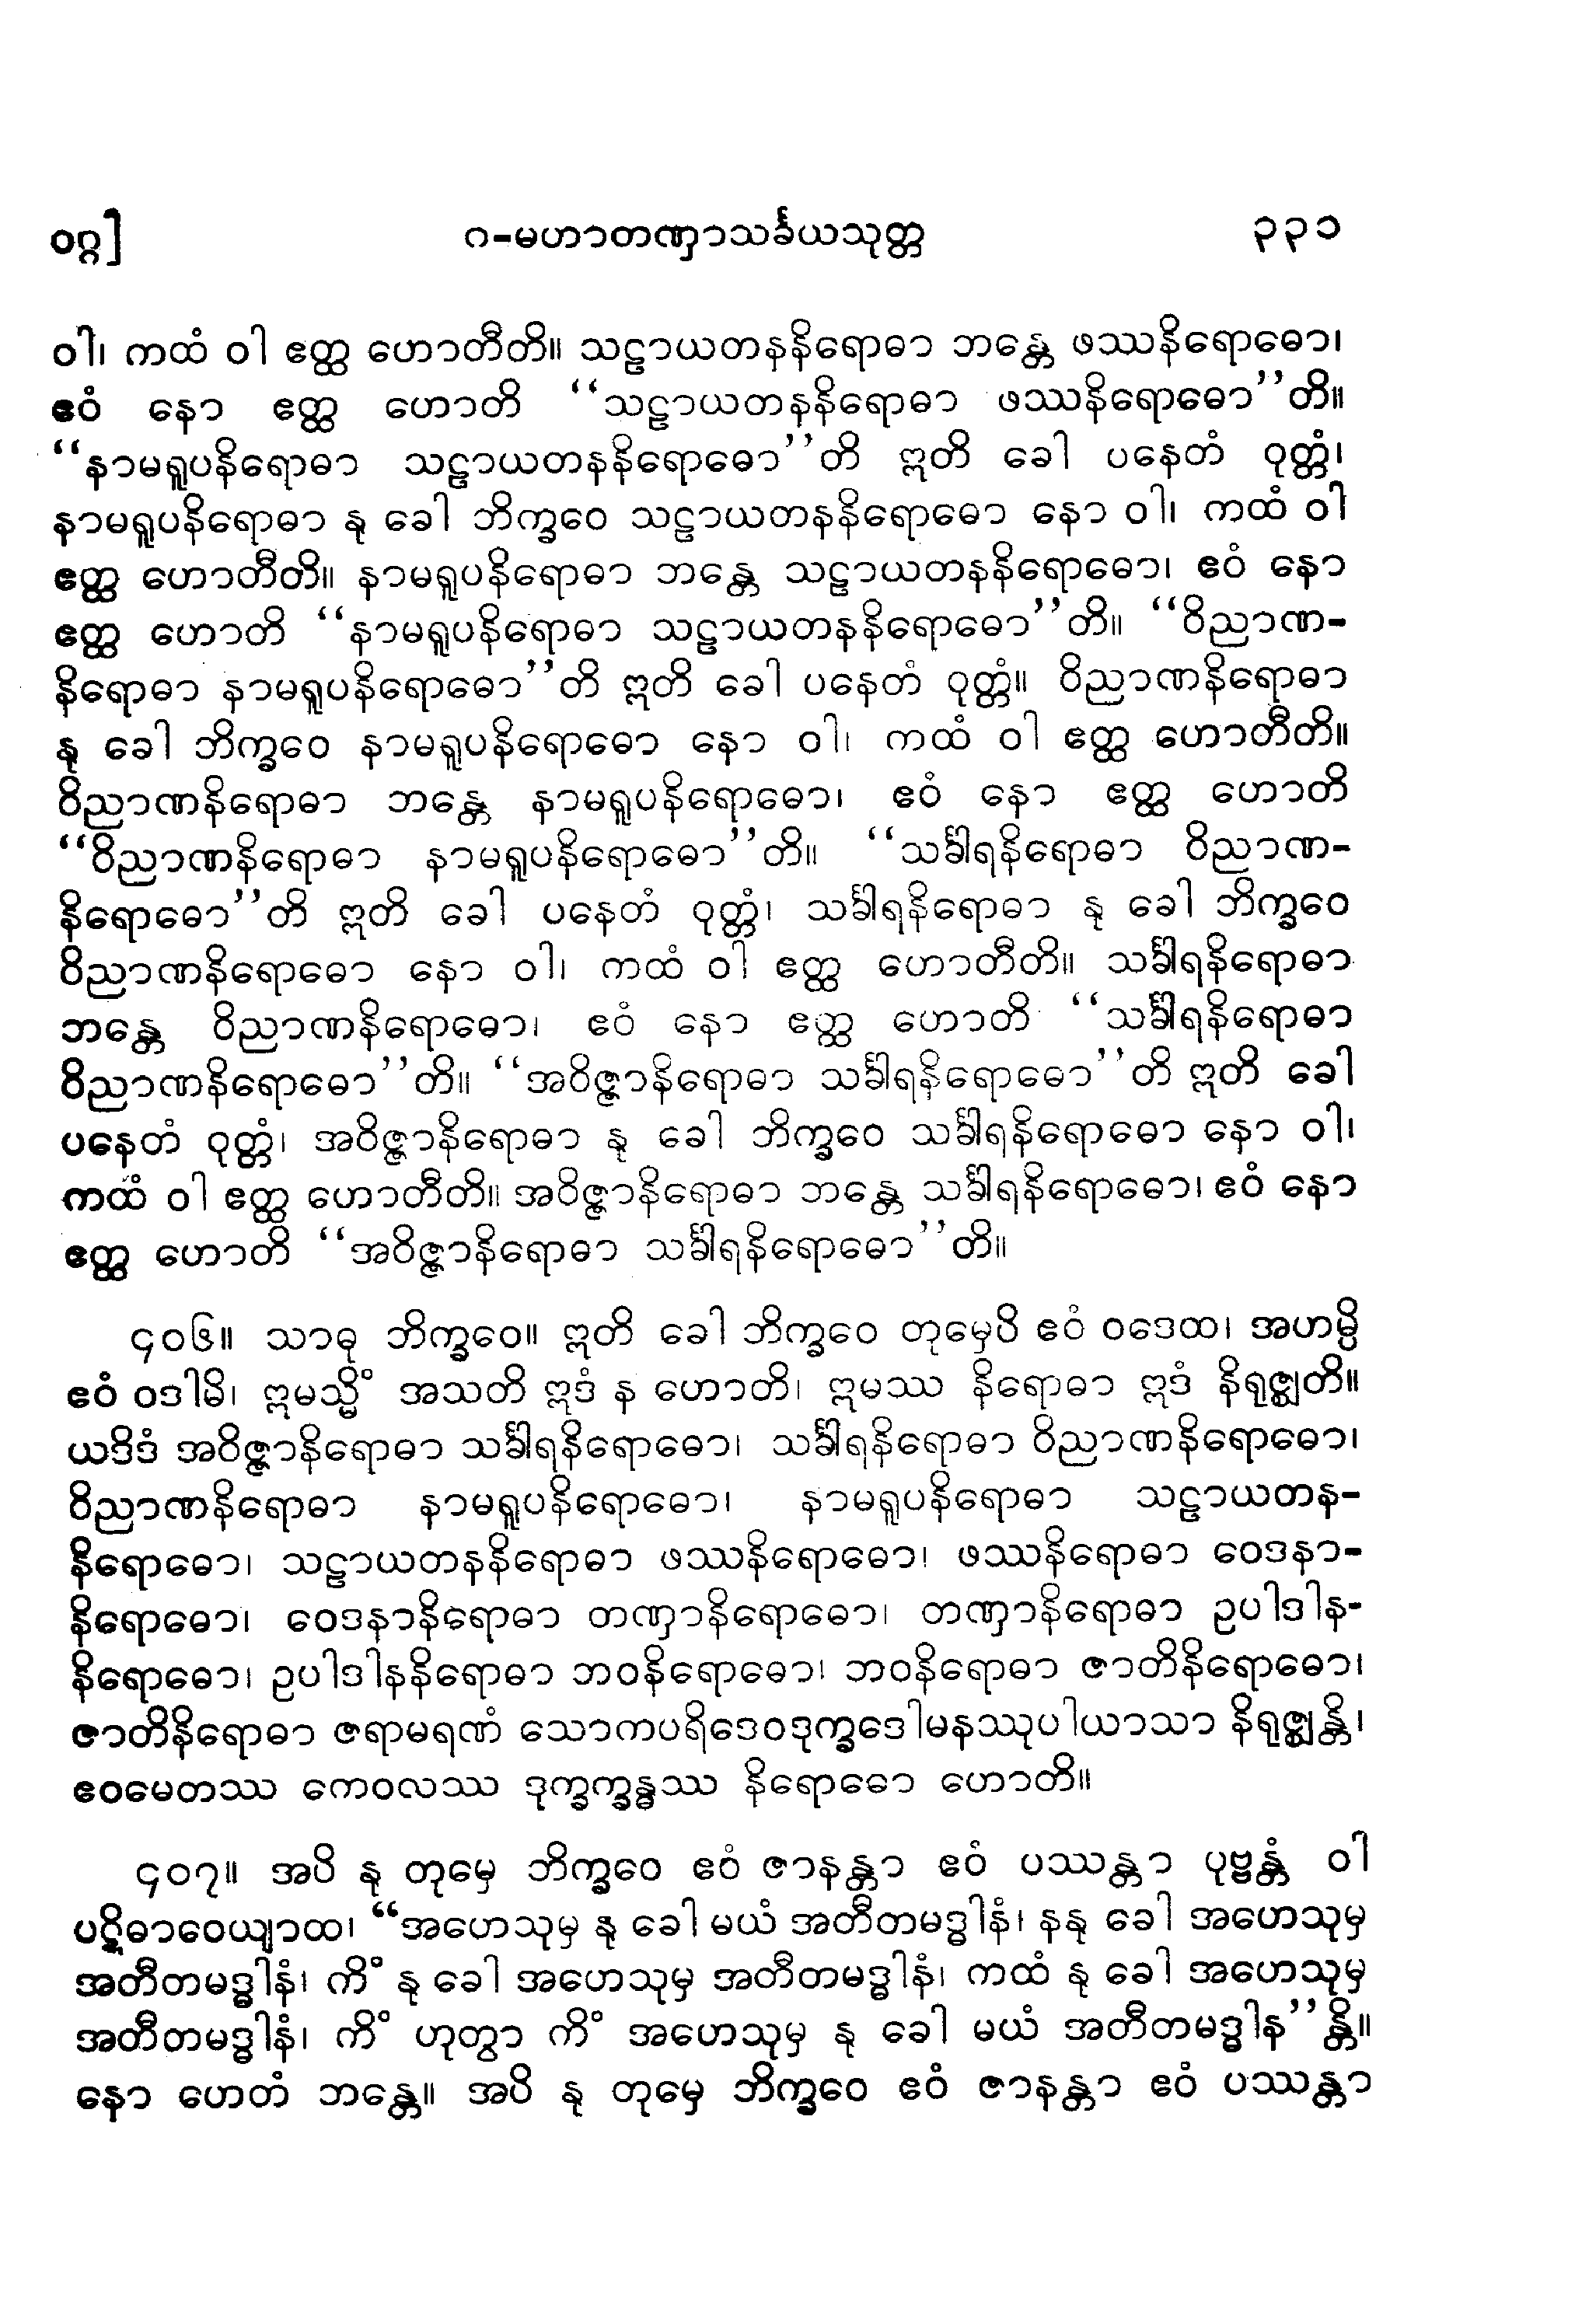 ဝဂ္ဂ]
ဂ-မဟာတဏှာသင်္ခယသုတ္တ
၃၃၁
ဝါ၊ ကထံ ဝါ ဧတ္ထ ဟောတီတိ။ သဠာယတနနိရောဓာ ဘန္တေ ဖဿနိရောဓော၊
ဧဝံ နော ဧတ္ထ ဟောတိ “သဠာယတနနိရောဓာ ဖဿနိရောဓော”တိ။
“နာမရူပနိရောဓာ သဠာယတနနိရောဓော”တိ ဣတိ ခေါ ပနေတံ ဝုတ္တံ၊
နာမရူပနိရောဓာ နု ခေါ ဘိက္ခဝေ သဠာယတနနိရောဓော နော ဝါ၊ ကထံ ဝါ
ဧတ္ထ ဟောတီတိ။ နာမရူပနိရောဓာ ဘန္တေ သဠာယတနနိရောဓော၊ ဧဝံ နော
ဧတ္ထ ဟောတိ “နာမရူပနိရောဓာ သဠာယတနနိရောဓော”တိ။ “ဝိညာဏ-
နိရောဓာ နာမရူပနိရောဓော”တိ ဣတိ ခေါ ပနေတံ ဝုတ္တံ။ ဝိညာဏနိရောဓာ
နု ခေါ ဘိက္ခဝေ နာမရူပနိရောဓော နော ဝါ၊ ကထံ ဝါ ဧတ္ထ ဟောတီတိ။
ဝိညာဏနိရောဓာ ဘန္တေ နာမရူပနိရောဓော၊ ဧဝံ နော ဧတ္ထ ဟောတိ
“ဝိညာဏနိရောဓာ နာမရူပနိရောဓော”တိ။ “သင်္ခါရနိရောဓာ ဝိညာဏ-
နိရောဓော”တိ ဣတိ ခေါ ပနေတံ ဝုတ္တံ၊ သင်္ခါရနိရောဓာ နု ခေါ ဘိက္ခဝေ
ဝိညာဏနိရောဓော နော ဝါ၊ ကထံ ဝါ ဧတ္ထ ဟောတီတိ။ သင်္ခါရနိရောဓာ
ဘန္တေ ဝိညာဏနိရောဓော၊ ဧဝံ နော ဧတ္ထ ဟောတိ “သင်္ခါရနိရောဓာ
ဝိညာဏနိရောဓော”တိ။ “အဝိဇ္ဇာနိရောဓာ သင်္ခါရနိရောဓော”တိ ဣတိ ခေါ
ပနေတံ ဝုတ္တံ၊ အဝိဇ္ဇာနိရောဓာ နု ခေါ ဘိက္ခဝေ သင်္ခါရနိရောဓော နော ဝါ၊
ကထံ ဝါ ဧတ္ထ ဟောတီတိ။ အဝိဇ္ဇာနိရောဓာ ဘန္တေ သင်္ခါရနိရောဓော၊ ဧဝံ နော
ဧတ္ထ ဟောတိ “အဝိဇ္ဇာနိရောဓာ သင်္ခါရနိရောဓော”တိ။
၄၀၆။ သာဓု ဘိက္ခဝေ။ ဣတိ ခေါ ဘိက္ခဝေ တုမှေပိ ဧဝံ ဝဒေထ၊ အဟမ္ပိ
ဧဝံ ဝဒါမိ၊ ဣမသ္မိံ အသတိ ဣဒံ န ဟောတိ၊ ဣမဿ နိရောဓာ ဣဒံ နိရုဇ္ဈတိ။
ယဒိဒံ အဝိဇ္ဇာနိရောဓာ သင်္ခါရနိရောဓော၊ သင်္ခါရနိရောဓာ ဝိညာဏနိရောဓော၊
ဝိညာဏနိရောဓာ နာမရူပနိရောဓော၊ နာမရူပနိရောဓာ သဠာယတန-
နိရောဓော၊ သဠာယတနနိရောဓာ ဖဿနိရောဓော၊ ဖဿနိရောဓာ ဝေဒနာ-
နိရောဓော၊ ဝေဒနာနိရောဓာ တဏှာနိရောဓော၊ တဏှာနိရောဓာ ဥပါဒါန-
နိရောဓော၊ ဥပါဒါနနိရောဓာ ဘဝနိရောဓော၊ ဘဝနိရောဓာ ဇာတိနိရောဓော၊
ဇာတိနိရောဓာ ဇရာမရဏံ သောကပရိဒေဝဒုက္ခဒေါမနဿုပါယာသာ နိရုဇ္ဈန္တိ၊
ဧဝမေတဿ ကေဝလဿ ဒုက္ခက္ခန္ဓဿ နိရောဓော ဟောတိ။
၄၀၇။ အပိ နု တုမှေ ဘိက္ခဝေ ဧဝံ ဇာနန္တာ ဧဝံ ပဿန္တာ ပုဗ္ဗန္တံ ဝါ
ပဋိဓာဝေယျာထ၊ “အဟေသုမှ နု ခေါ မယံ အတီတမဒ္ဓါနံ၊ နနု ခေါ အဟေသုမှ
အတီတမဒ္ဓါနံ၊ ကိံ နု ခေါ အဟေသုမှ အတီတမဒ္ဓါနံ၊ ကထံ နု ခေါ အဟေသုမှ
အတီတမဒ္ဓါနံ၊ ကိံ ဟုတွာ ကိံ အဟေသုမှ နု ခေါ မယံ အတီတမဒ္ဓါန”န္တိ။
နော ဟေတံ ဘန္တေ။ အပိ နု တုမှေ ဘိက္ခဝေ ဧဝံ ဇာနန္တာ ဧဝံ ပဿန္တာ